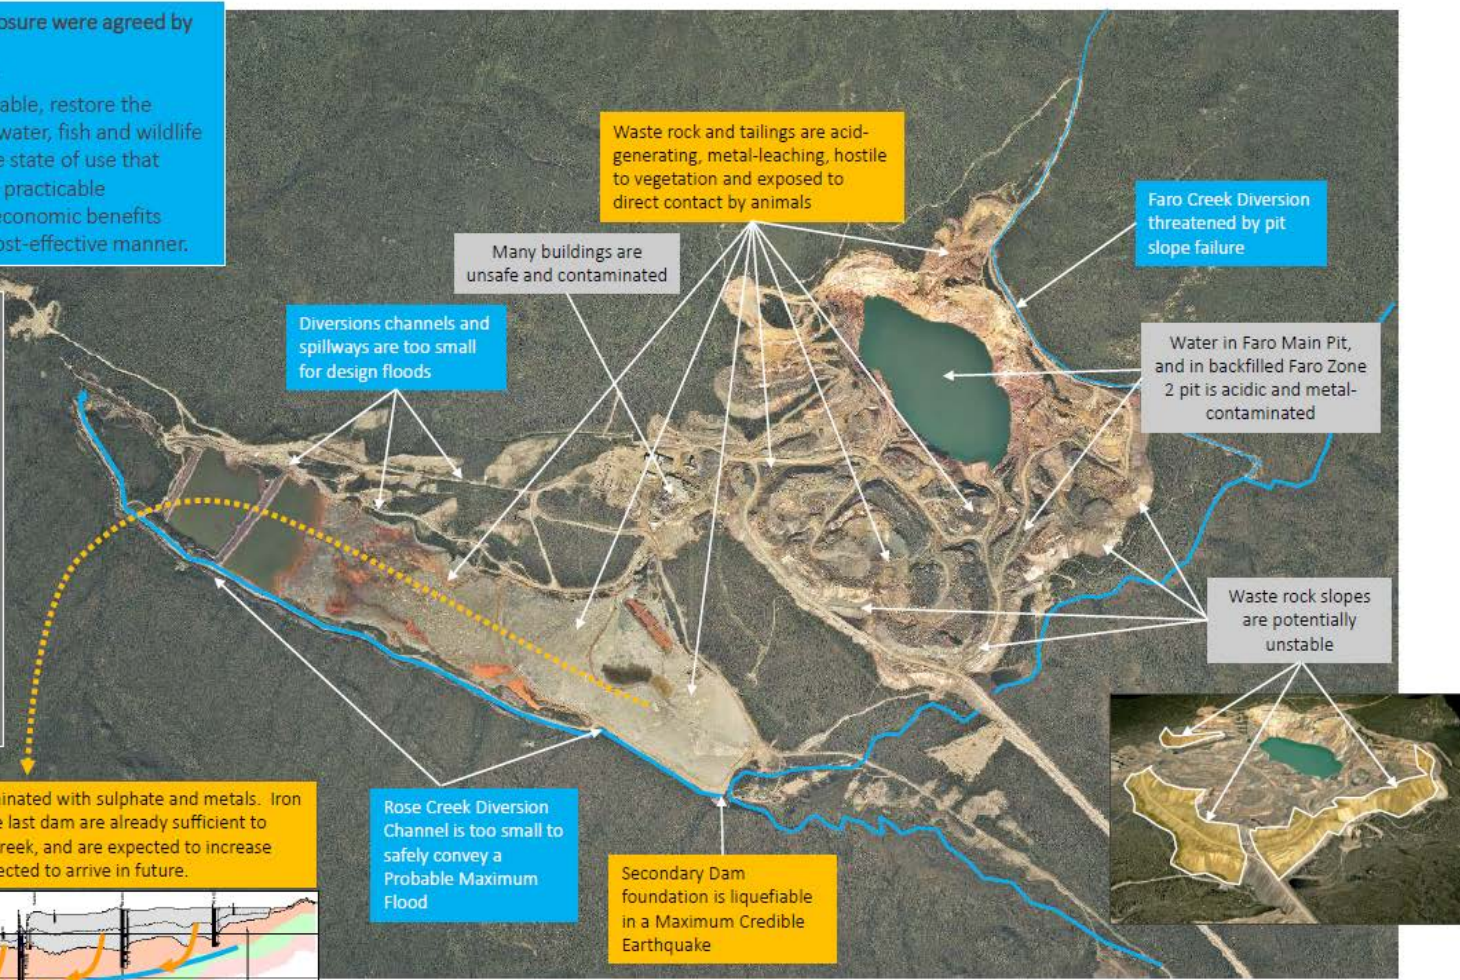 osure were agreed by
able, restore the
water, fish and wildlife
e state of use that
practicable
economic benefits
ost-effective manner.
Waste rock and tailings are acid-
generating, metal-leaching, hostile
to vegetation and exposed to
direct contact by animals
Faro Creek Diversion
threatened by pit
slope failure
Many buildings are
unsafe and contaminated
Diversions channels and
spillways are too small
for design floods
Water in Faro Main Pit,
and in backfilled Faro Zone
2 pit is acidic and metal-
contaminated
Waste rock slopes
are potentially
unstable
inated with sulphate and metals. Iron
e last dam are already sufficient to
reek, and are expected to increase
ected to arrive in future.
Rose Creek Diversion
Channel is too small to
safely convey a
Probable Maximum
Flood
Secondary Dam
foundation is liquefiable
in a Maximum Credible
Earthquake